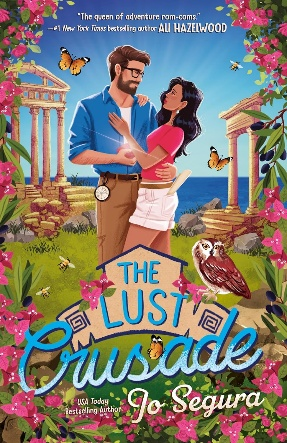 "The queen of adventure rom-coms."
—#1 New York Times bestselling author ALI HAZELWOOD
THE
LUST
Crusade
USA Today
Bestselling Author
Jo Segura